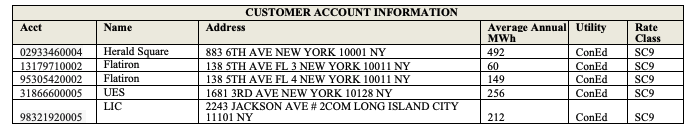 CUSTOMER ACCOUNT INFORMATION
Acct Name Address Average Annual MWh Utility Rate Class
02933460004 Herald Square 883 6TH AVE NEW YORK 10001 NY 492 ConEd SC9
13179710002 Flatiron 138 5TH AVE FL 3 NEW YORK 10011 NY 60 ConEd SC9
95305420002 Flatiron 138 5TH AVE FL 4 NEW YORK 10011 NY 149 ConEd SC9
31866600005 UES 1681 3RD AVE NEW YORK 10128 NY 256 ConEd SC9
98321920005 LIC 2243 JACKSON AVE # 2COM LONG ISLAND CITY
11101 NY 212 ConEd SC9